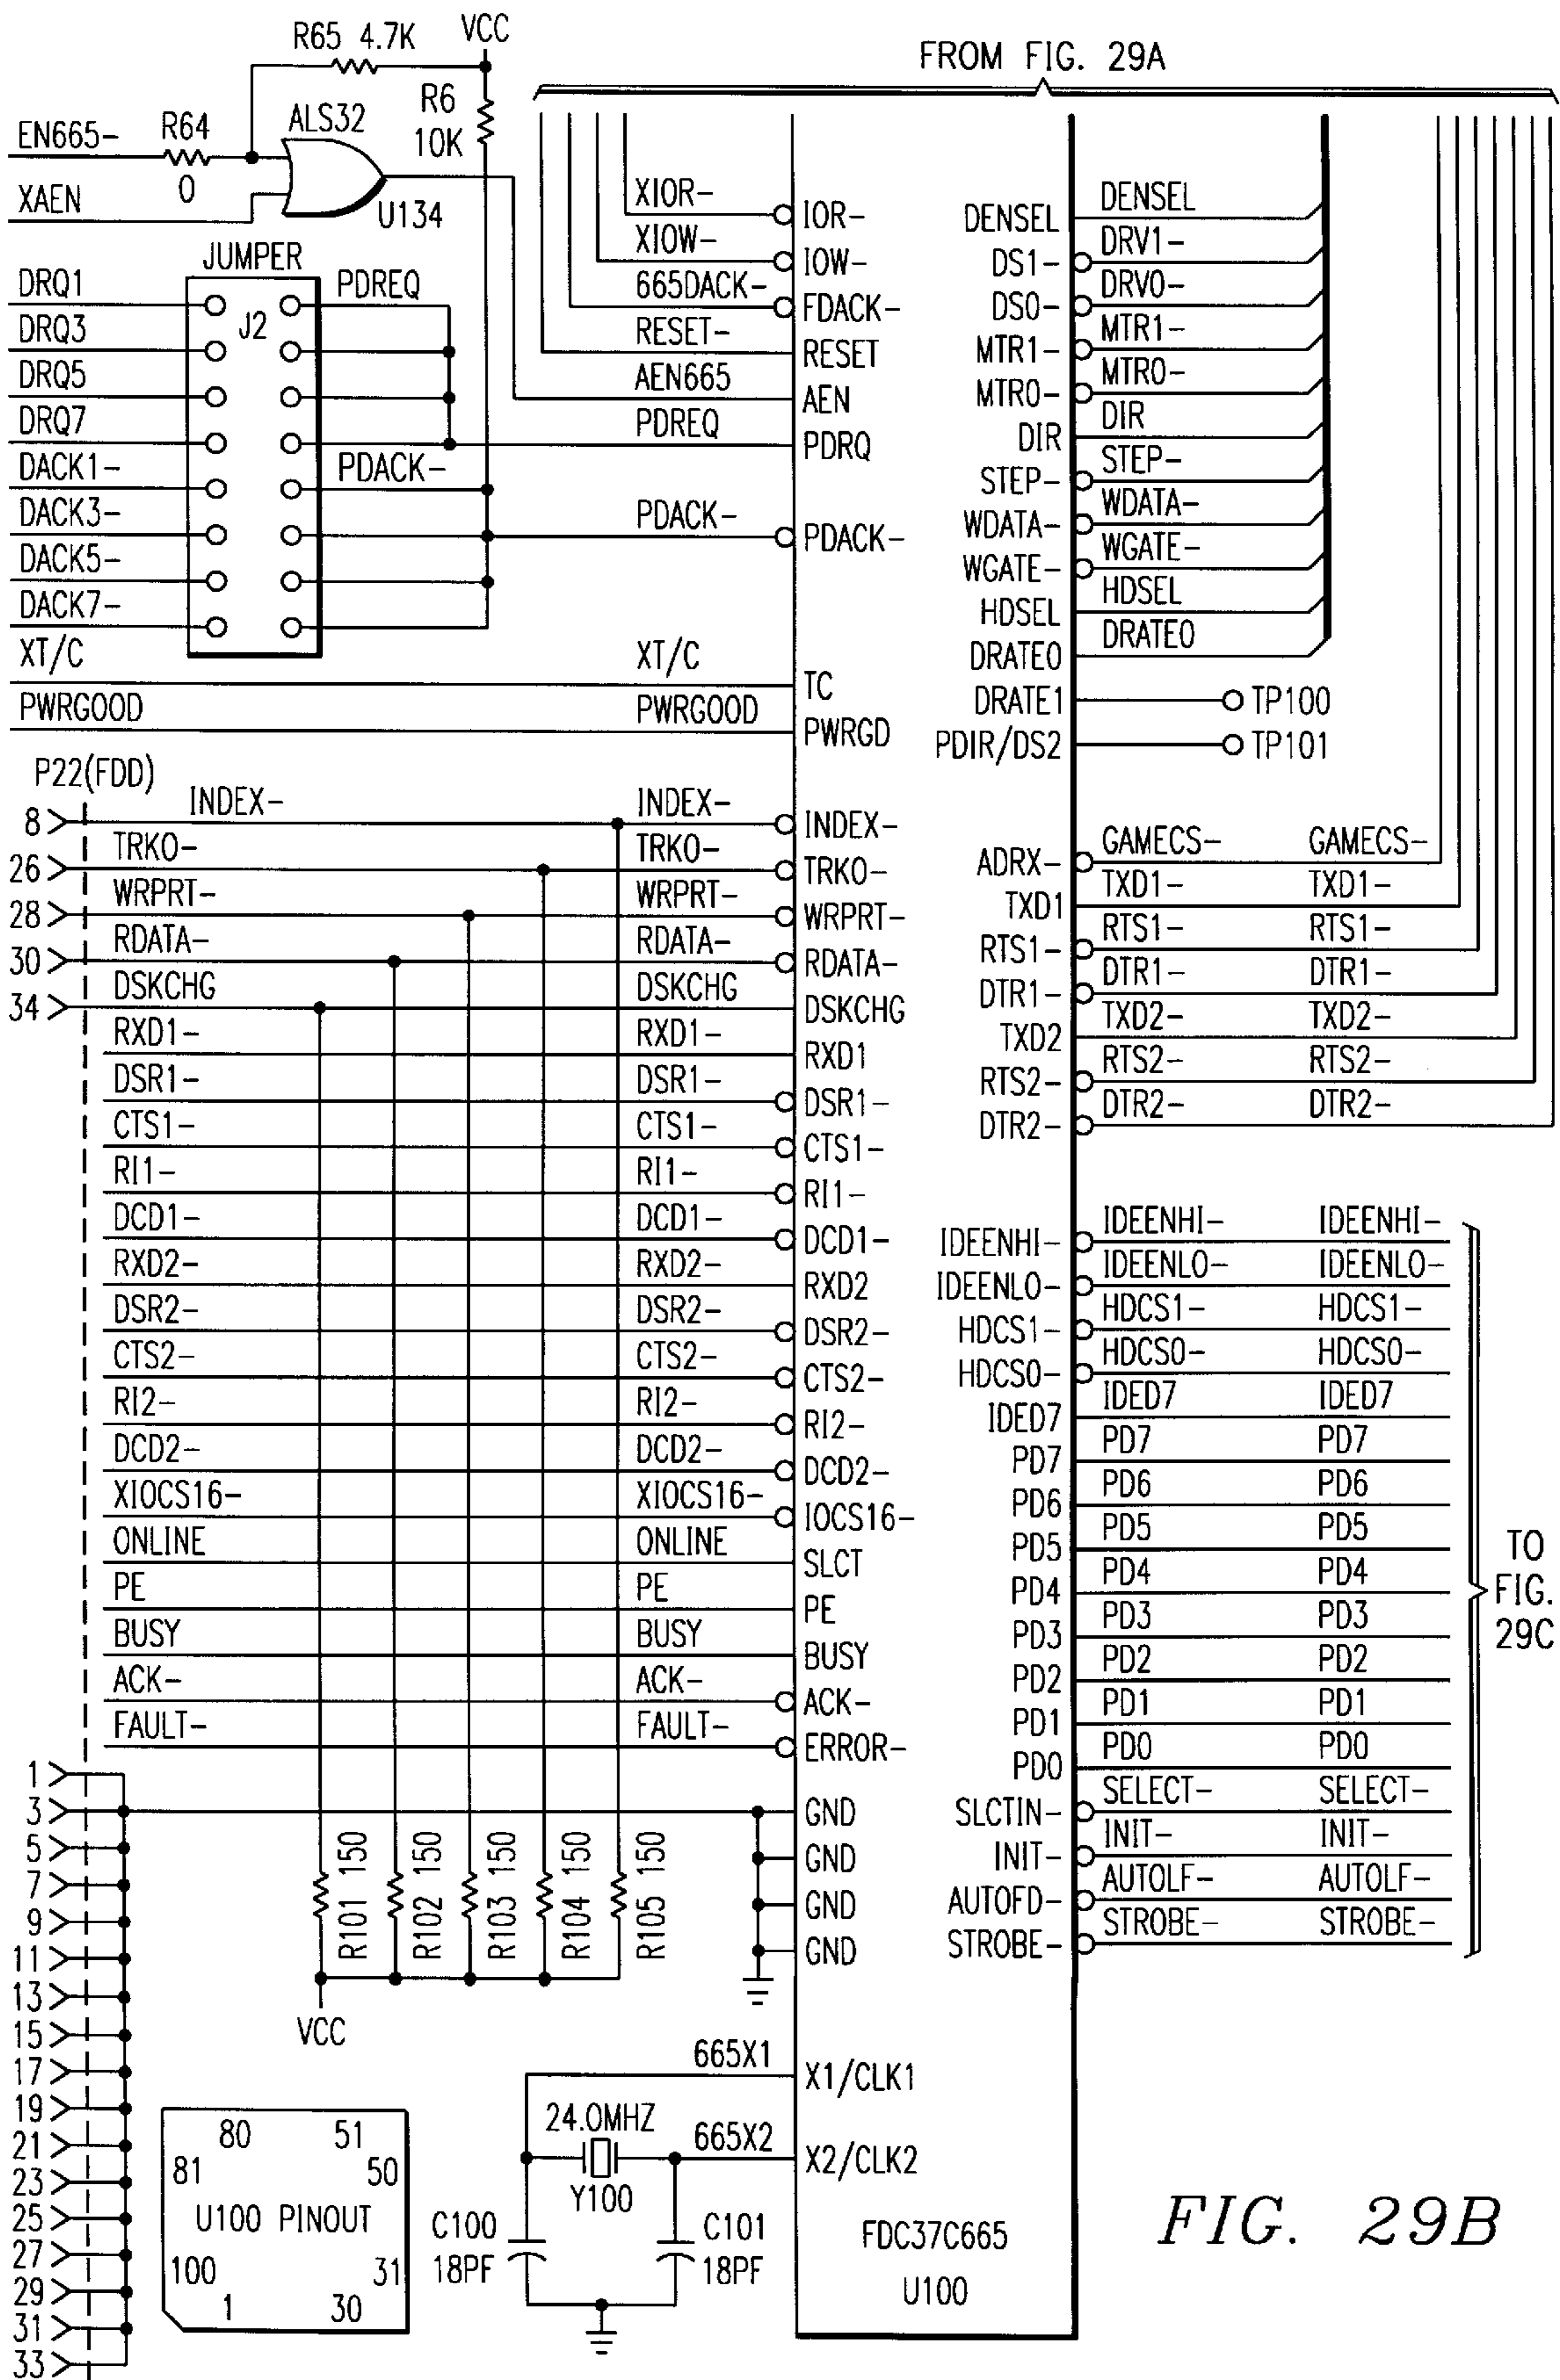 R65 4.7K VCC
FROM FIG. 29A
EN665- R64 0
ALS32
R6 10K
XAEN
U134
JUMPER
J2
DRQ1 PDREQ
DRQ3
DRQ5
DRQ7
DACK1- PDACK-
DACK3-
DACK5-
DACK7-
XIOR- IOR-
XIOW- IOW-
665DACK- FDACK-
RESET- RESET
AEN665 AEN
PDREQ PDRQ
PDACK- PDACK-
XT/C XT/C TC
PWRGOOD PWRGOOD PWRGD
DENSEL DENSEL
DS1- DRV1-
DS0- DRV0-
MTR1- MTR1-
MTR0- MTR0-
DIR DIR
STEP- STEP-
WDATA- WDATA-
WGATE- WGATE-
HDSEL HDSEL
DRATE0 DRATE0
DRATE1 TP100
PDIR/DS2 TP101
P22(FDD)
8 INDEX- INDEX- INDEX-
26 TRK0- TRK0- TRK0-
28 WRPRT- WRPRT- WRPRT-
30 RDATA- RDATA- RDATA-
34 DSKCHG DSKCHG DSKCHG
RXD1- RXD1- RXD1
DSR1- DSR1- DSR1-
CTS1- CTS1- CTS1-
RI1- RI1- RI1-
DCD1- DCD1- DCD1-
RXD2- RXD2- RXD2
DSR2- DSR2- DSR2-
CTS2- CTS2- CTS2-
RI2- RI2- RI2-
DCD2- DCD2- DCD2-
XIOCS16- XIOCS16- IOCS16-
ONLINE ONLINE SLCT
PE PE PE
BUSY BUSY BUSY
ACK- ACK- ACK-
FAULT- FAULT- ERROR-
GND
GND
GND
GND
ADRX- GAMECS- GAMECS-
TXD1 TXD1- TXD1-
RTS1- RTS1- RTS1-
DTR1- DTR1- DTR1-
TXD2 TXD2- TXD2-
RTS2- RTS2- RTS2-
DTR2- DTR2- DTR2-
IDEENHI- IDEENHI- IDEENHI-
IDEENLO- IDEENLO- IDEENLO-
HDCS1- HDCS1- HDCS1-
HDCS0- HDCS0- HDCS0-
IDED7 IDED7 IDED7
PD7 PD7 PD7
PD6 PD6 PD6
PD5 PD5 PD5
PD4 PD4 PD4
PD3 PD3 PD3
PD2 PD2 PD2
PD1 PD1 PD1
PD0 PD0 PD0
SLCTIN- SELECT- SELECT-
INIT- INIT- INIT-
AUTOFD- AUTOLF- AUTOLF-
STROBE- STROBE- STROBE-
TO
FIG.
29C
1
3
5
7
9
11
13
15
17
19
21
23
25
27
29
31
33
R101 150
R102 150
R103 150
R104 150
R105 150
VCC
80 51
81 50
U100 PINOUT
100 31
1 30
665X1 X1/CLK1
24.0MHZ
665X2 X2/CLK2
Y100
C100
18PF
C101
18PF
FDC37C665
U100
FIG. 29B